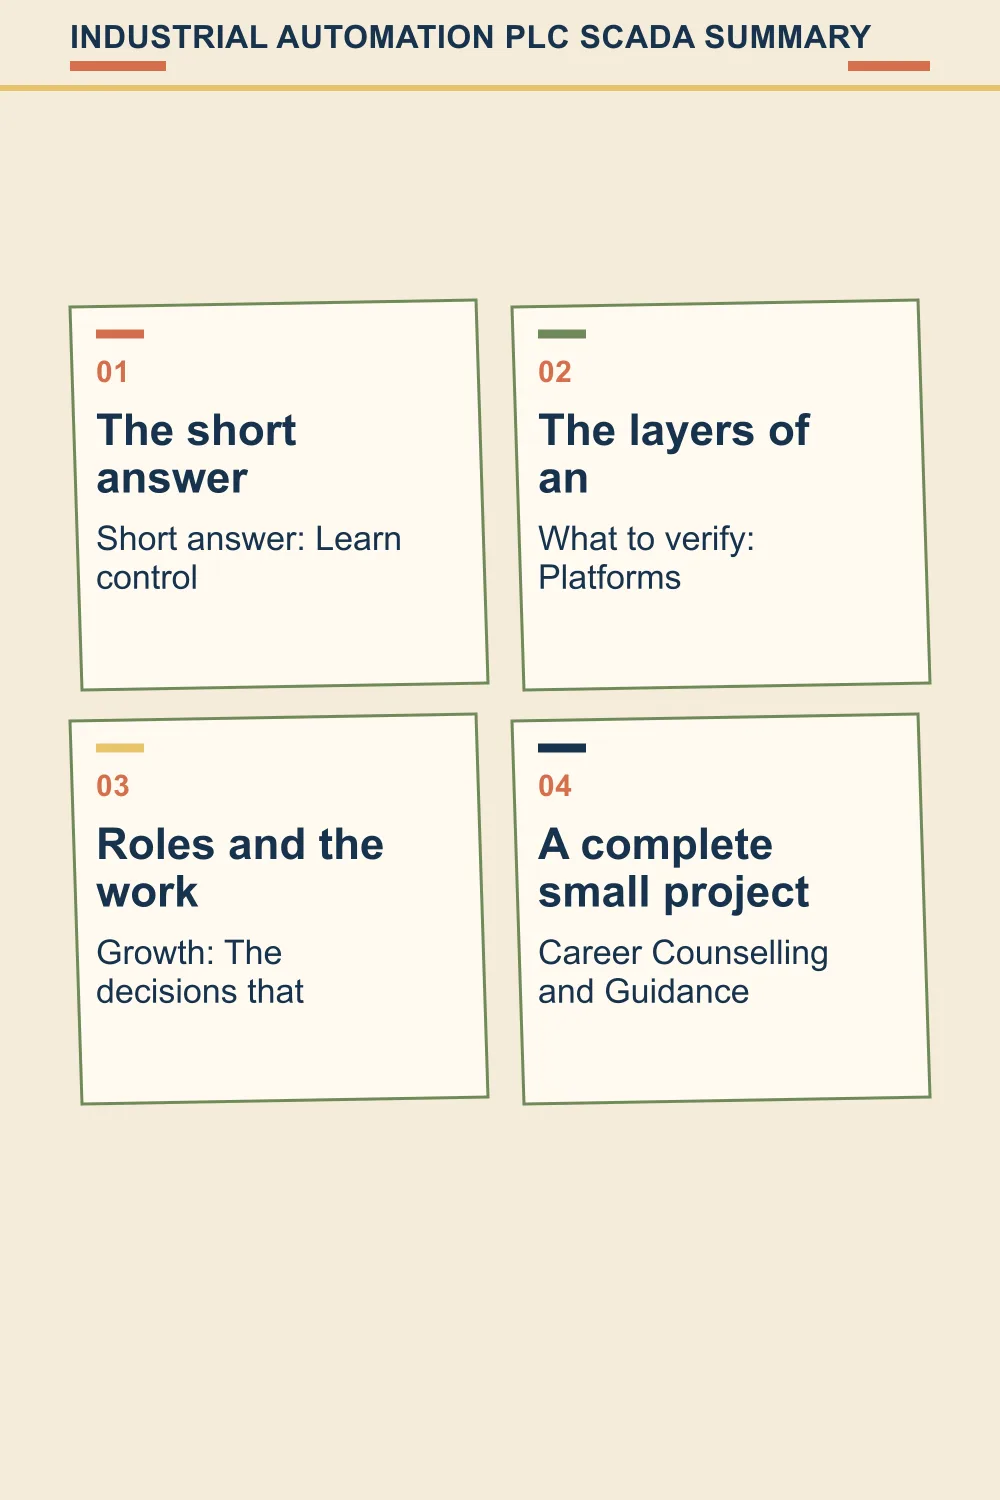 INDUSTRIAL AUTOMATION PLC SCADA SUMMARY
01
The short
answer
Short answer: Learn
control
02
The layers of
an
What to verify:
Platforms
03
Roles and the
work
Growth: The
decisions that
04
A complete
small project
Career Counselling
and Guidance